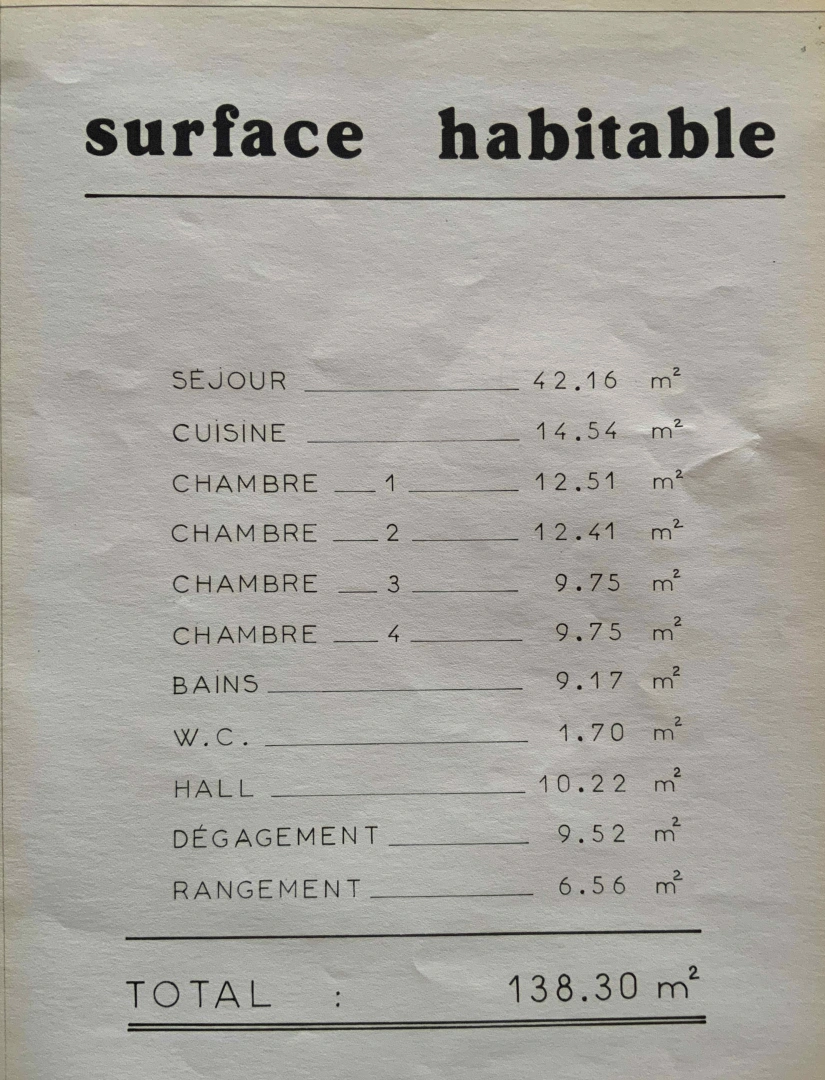 surface habitable
SÉJOUR 42.16 m²
CUISINE 14.54 m²
CHAMBRE 1 12.51 m²
CHAMBRE 2 12.41 m²
CHAMBRE 3 9.75 m²
CHAMBRE 4 9.75 m²
BAINS 9.17 m²
W.C. 1.70 m²
HALL 10.22 m²
DÉGAGEMENT 9.52 m²
RANGEMENT 6.56 m²
TOTAL : 138.30 m²